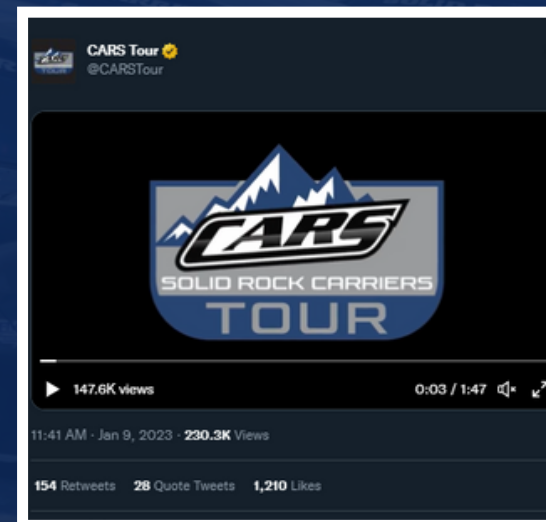 CARS Tour
@CARSTour
CARS
SOLID ROCK CARRIERS
TOUR
147.6K views
0:03 / 1:47
11:41 AM · Jan 9, 2023 · 230.3K Views
154 Retweets 28 Quote Tweets 1,210 Likes